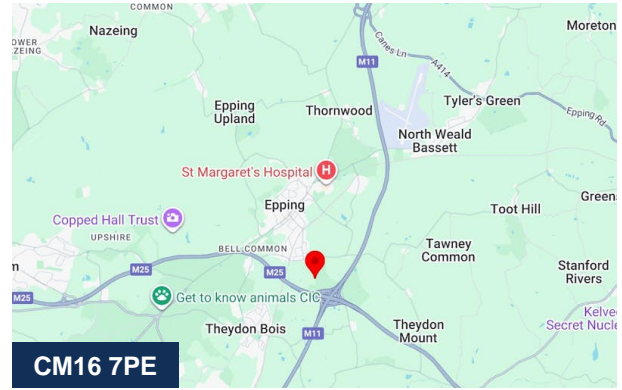 COMMON
Nazeing
OWER
ZEING
Moreton
Canes Ln
A414
M11
Epping
Upland
Thornwood
Tyler's Green
Epping Rd
North Weald
Bassett
St Margaret's Hospital
H
Epping
Copped Hall Trust
UPSHIRE
Toot Hill
Greens
BELL COMMON
Tawney
Common
M25
M25
M25
Get to know animals CIC
Stanford
Rivers
Kelve
Secret Nucle
Theydon Bois
M11
Theydon
Mount
CM16 7PE